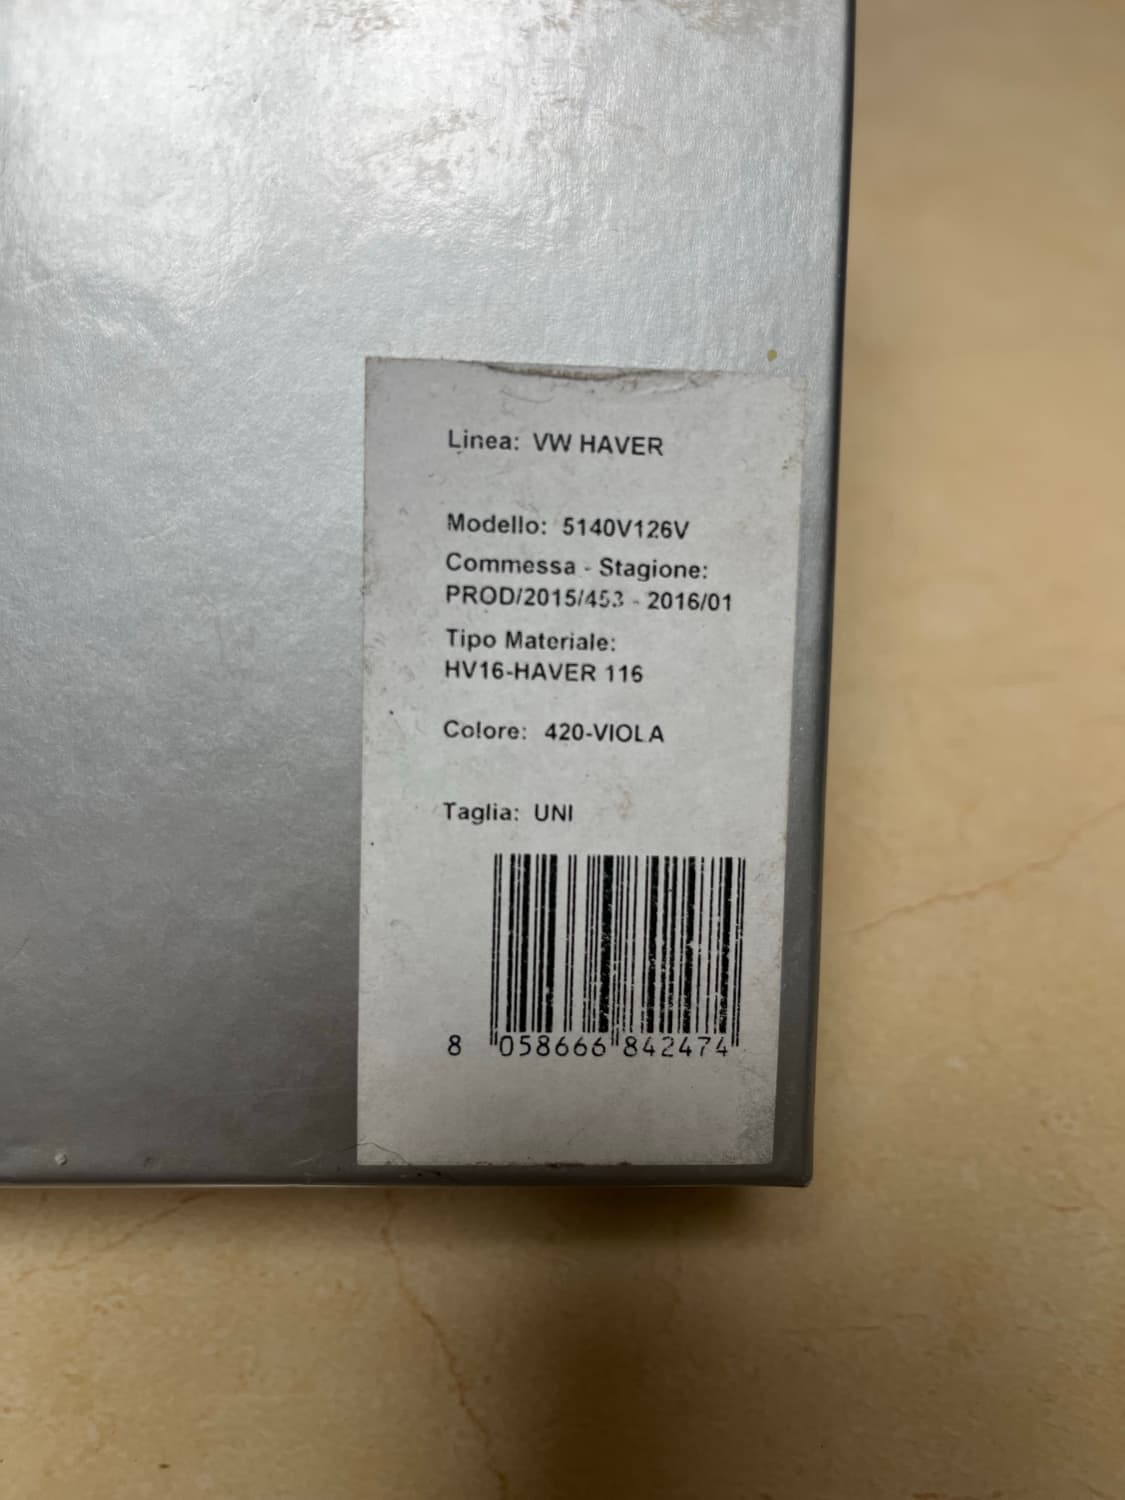 Linea: VW HAVER
Modello: 5140V126V
Commessa - Stagione:
PROD/2015/453 - 2016/01
Tipo Materiale:
HV16-HAVER 116
Colore: 420-VIOLA
Taglia: UNI
8 058666 842474